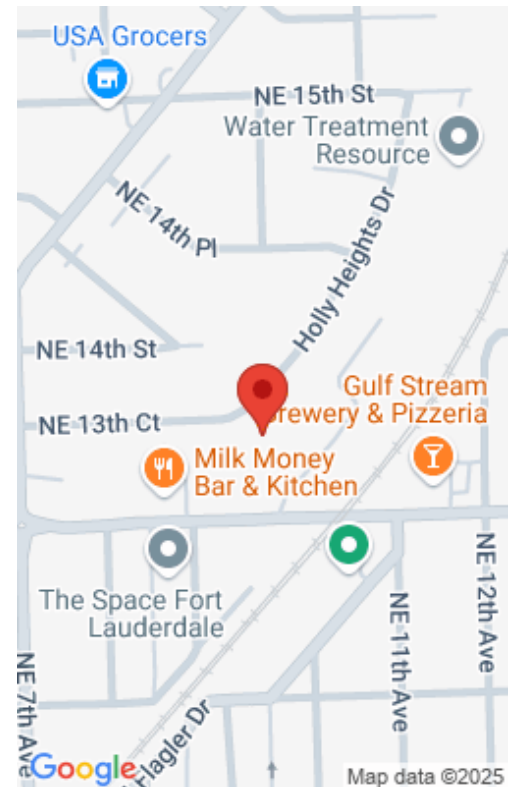 USA Grocers
NE 15th St
Water Treatment
Resource
NE 14th Pl
Holly Heights Dr
NE 14th St
Gulf Stream
Brewery & Pizzeria
NE 13th Ct
Milk Money
Bar & Kitchen
The Space Fort
Lauderdale
NE 12th Ave
NE 11th Ave
NE 7th Ave
Flagler Dr
Google
Map data ©2025